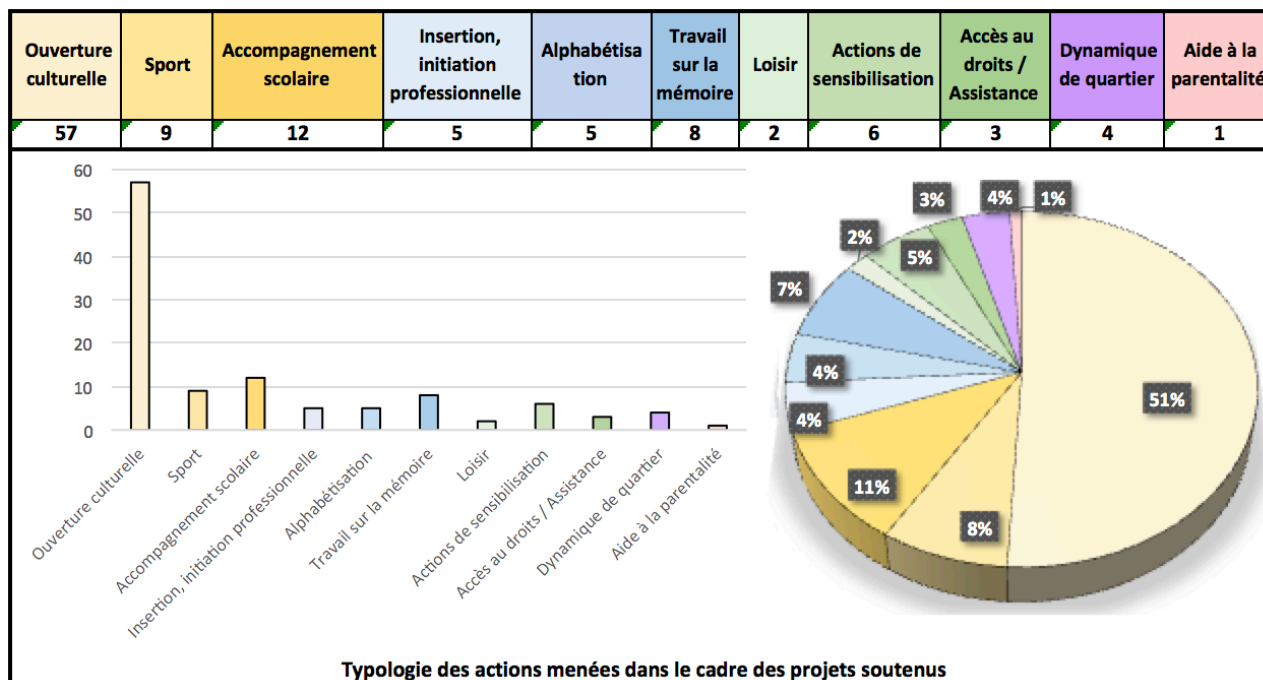 Ouverture culturelle
Sport
Accompagnement scolaire
Insertion, initiation professionnelle
Alphabétisa
tion
Travail sur la mémoire
Loisir
Actions de sensibilisation
Accès au droits / Assistance
Dynamique de quartier
Aide à la parentalité
57 9 12 5 5 8 2 6 3 4 1
60
50
40
30
20
10
0
Ouverture culturelle
Sport
Accompagnement scolaire
Insertion, initiation professionnelle
Alphabétisation
Travail sur la mémoire
Loisir
Actions de sensibilisation
Accès au droits / Assistance
Dynamique de quartier
Aide à la parentalité
3%
4%
1%
2%
5%
7%
4%
4%
51%
11%
8%
Typologie des actions menées dans le cadre des projets soutenus